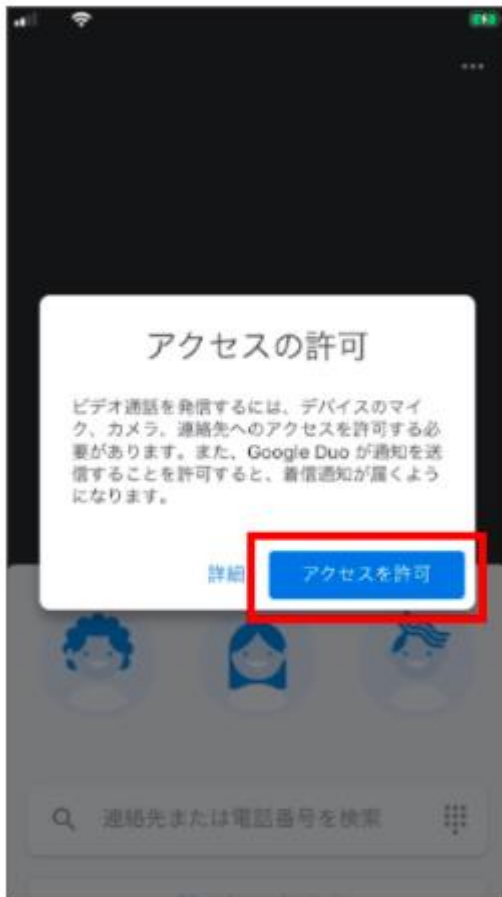 アクセスの許可
ビデオ通話を発信するには、デバイスのマイ
ク、カメラ、連絡先へのアクセスを許可する必
要があります。また、Google Duo が通知を送
信することを許可すると、着信通知が届くよう
になります。
詳細 アクセスを許可
連絡先または電話番号を検索